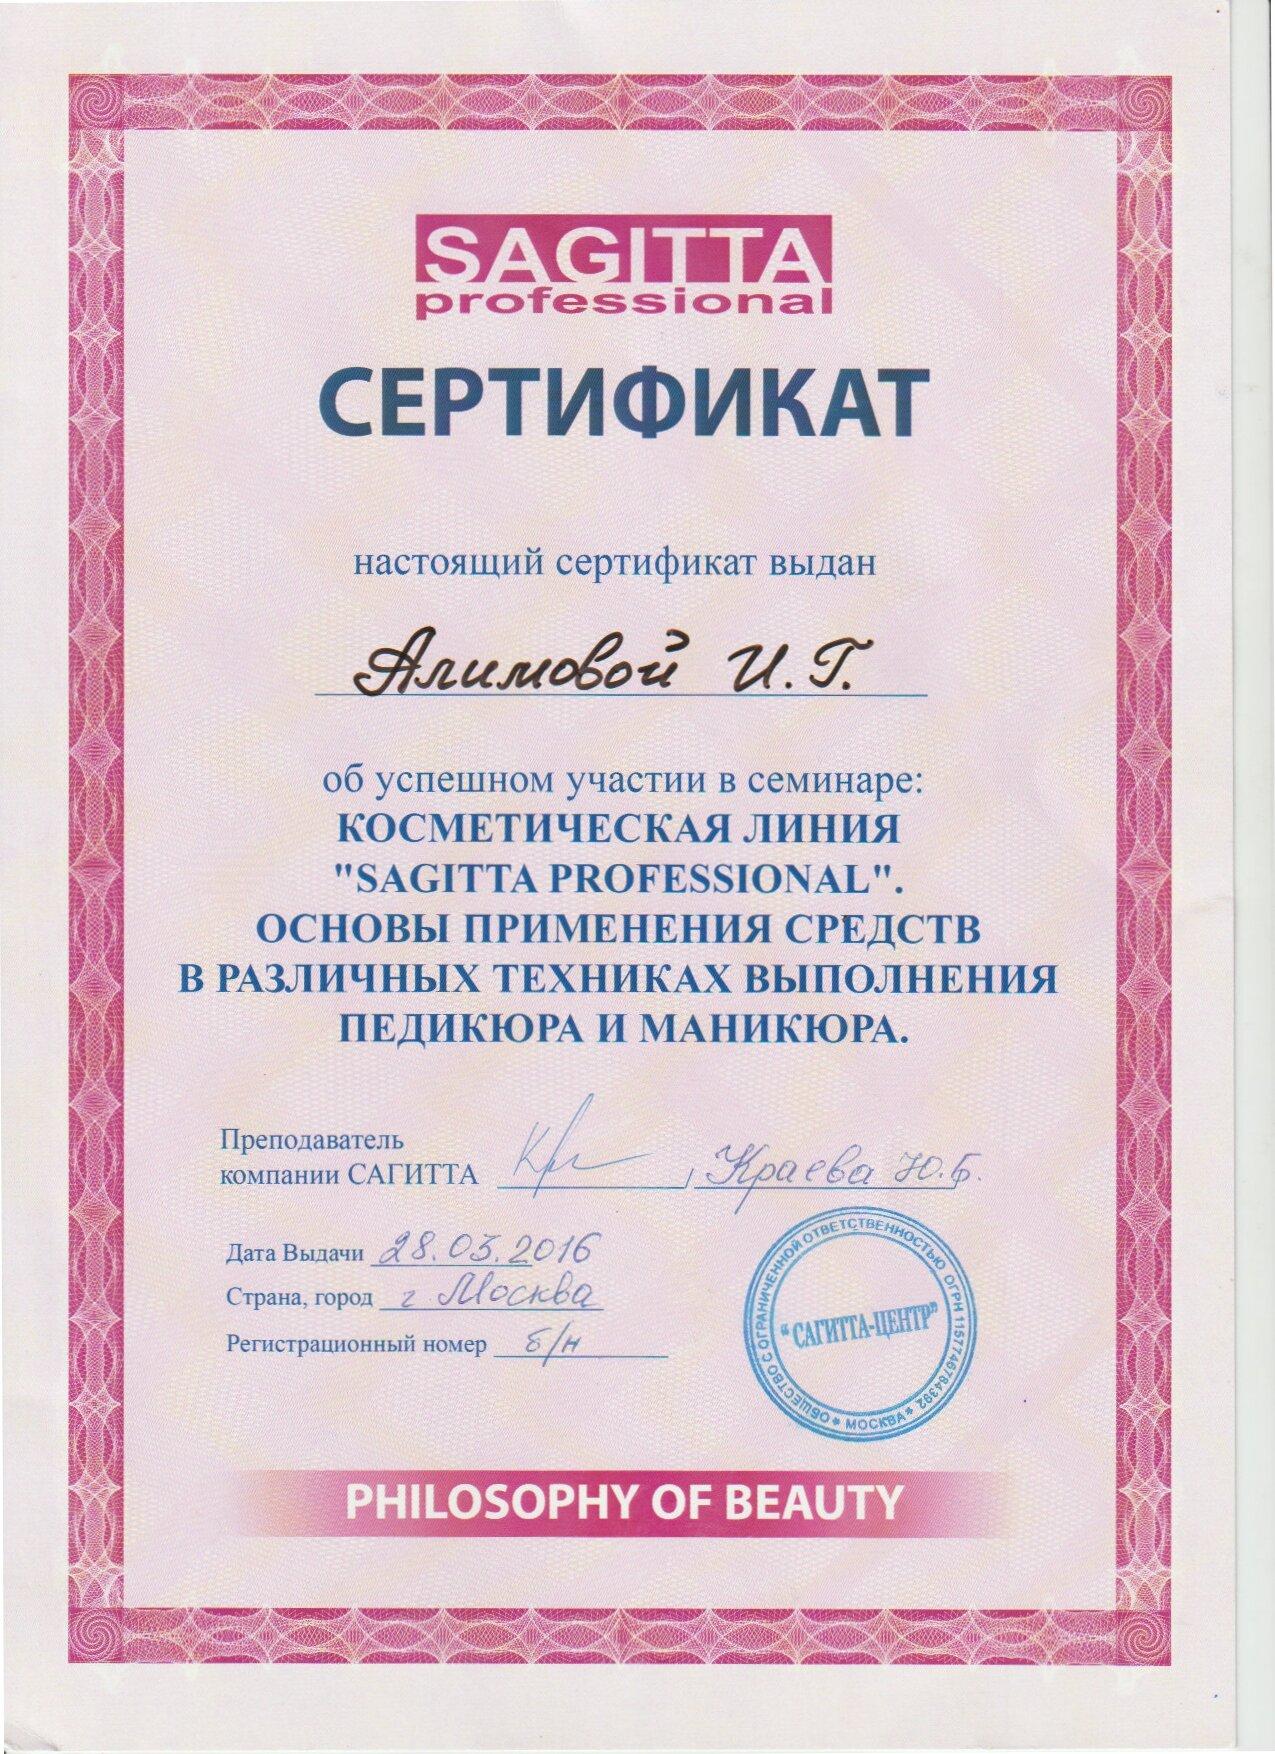 SAGITTA
professional
СЕРТИФИКАТ
настоящий сертификат выдан
Алимовой И. Г.
об успешном участии в семинаре:
КОСМЕТИЧЕСКАЯ ЛИНИЯ
"SAGITTA PROFESSIONAL".
ОСНОВЫ ПРИМЕНЕНИЯ СРЕДСТВ
В РАЗЛИЧНЫХ ТЕХНИКАХ ВЫПОЛНЕНИЯ
ПЕДИКЮРА И МАНИКЮРА.
Преподаватель
компании САГИТТА , Краева Ю.Б.
Дата Выдачи 28.03.2016
Страна, город г Москва
Регистрационный номер б/н
ОБЩЕСТВО С ОГРАНИЧЕННОЙ ОТВЕТСТВЕННОСТЬЮ ОГРН 1157746784392
* МОСКВА *
"САГИТТА-ЦЕНТР"
PHILOSOPHY OF BEAUTY